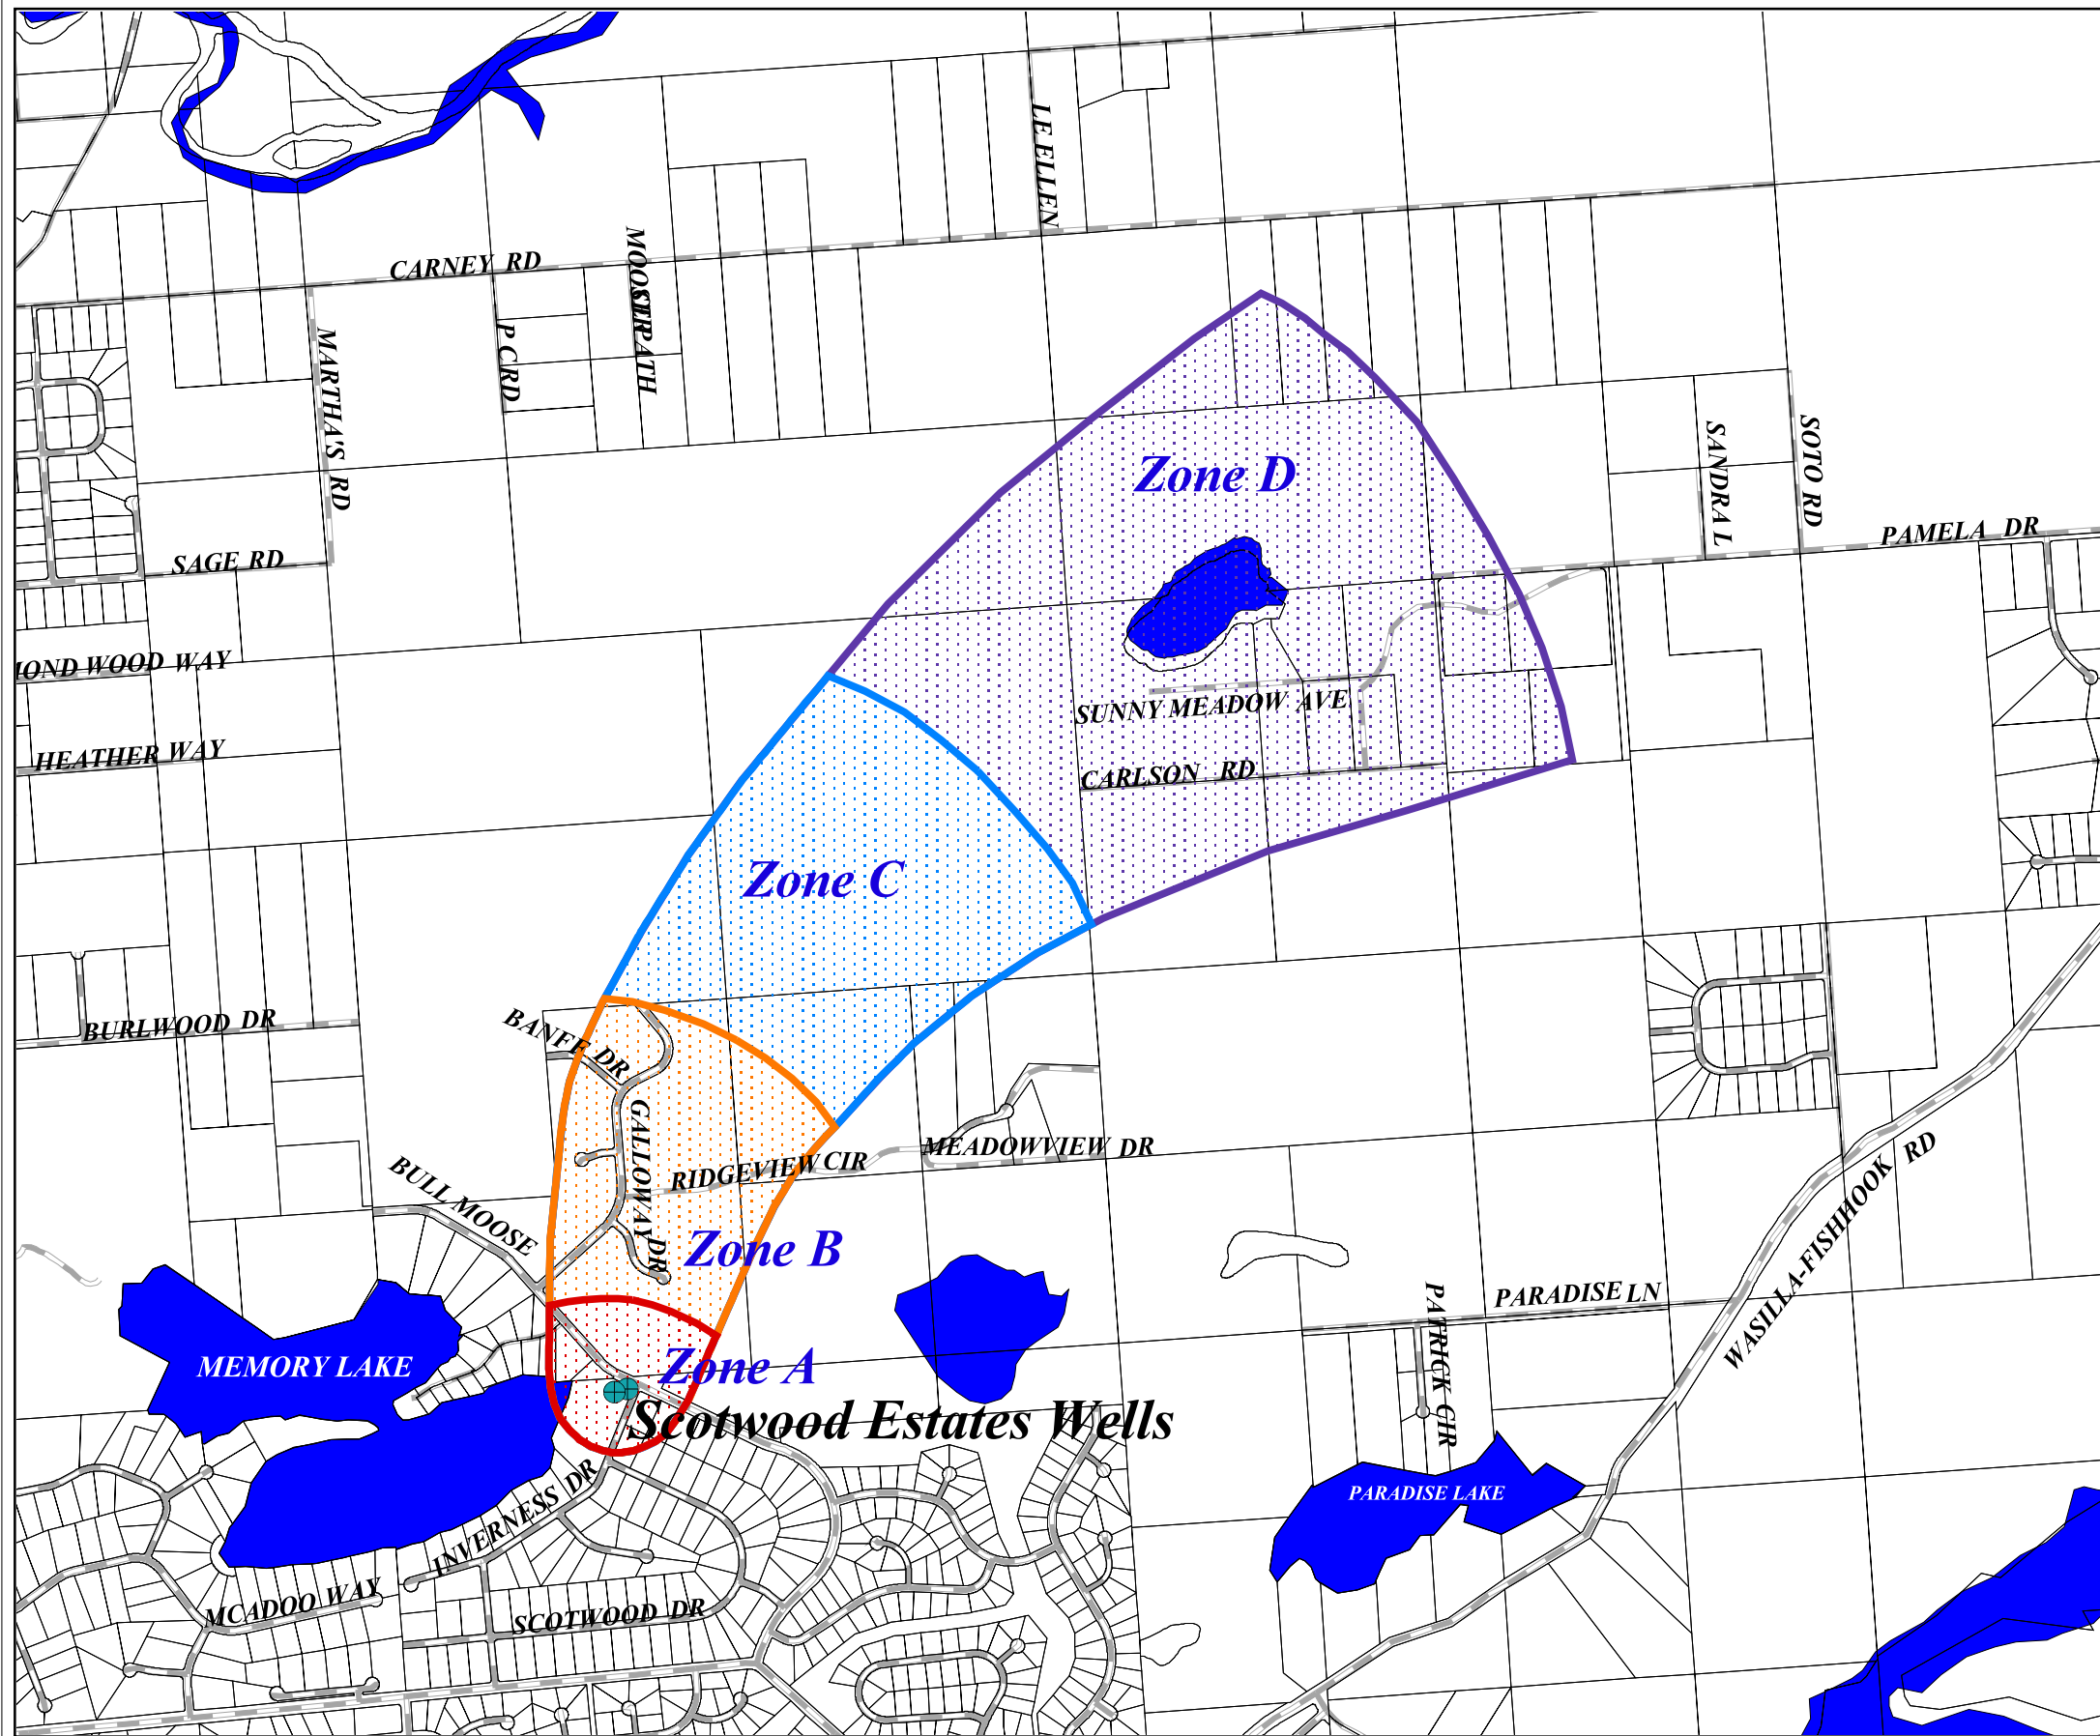 LE ELLEN
CARNEY RD
MOOSE PATH
P C RD
MARTHA'S RD
SANDRA L
SOTO RD
Zone D
PAMELA DR
SAGE RD
MOND WOOD WAY
SUNNY MEADOW AVE
HEATHER WAY
CARLSON RD
Zone C
BURLWOOD DR
BANFF DR
GALLOWAY DR
MEADOWVIEW DR
RIDGEVIEW CIR
BULL MOOSE
WASILLA-FISHHOOK RD
Zone B
PARADISE LN
PATRICK CIR
MEMORY LAKE
Zone A
Scotwood Estates Wells
PARADISE LAKE
INVERNESS DR
MCADOO WAY
SCOTWOOD DR